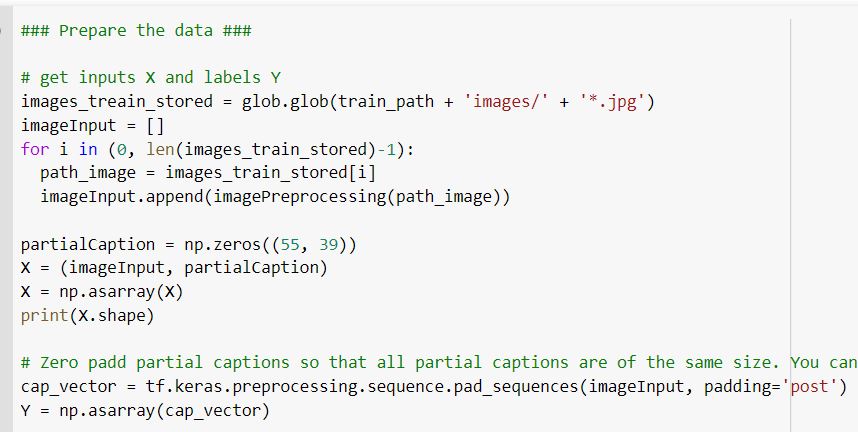 ### Prepare the data ###
# get inputs X and labels Y
images_treain_stored = glob.glob(train_path + 'images/' + '*.jpg')
imageInput = []
for i in (0, len(images_train_stored)-1):
  path_image = images_train_stored[i]
  imageInput.append(imagePreprocessing(path_image))
partialCaption = np.zeros((55, 39))
X = (imageInput, partialCaption)
X = np.asarray(X)
print(X.shape)
# Zero padd partial captions so that all partial captions are of the same size. You can
cap_vector = tf.keras.preprocessing.sequence.pad_sequences(imageInput, padding='post')
Y = np.asarray(cap_vector)